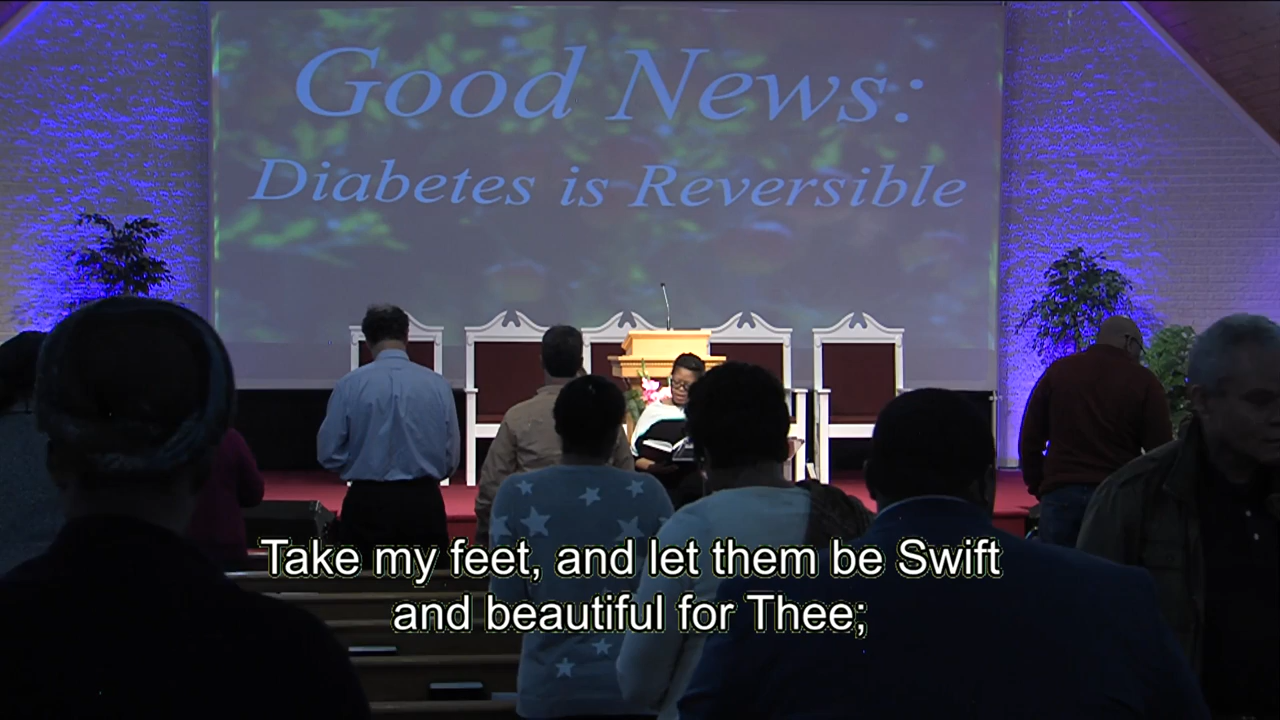 Good News:
Diabetes is Reversible
Take my feet, and let them be Swift
and beautiful for Thee;